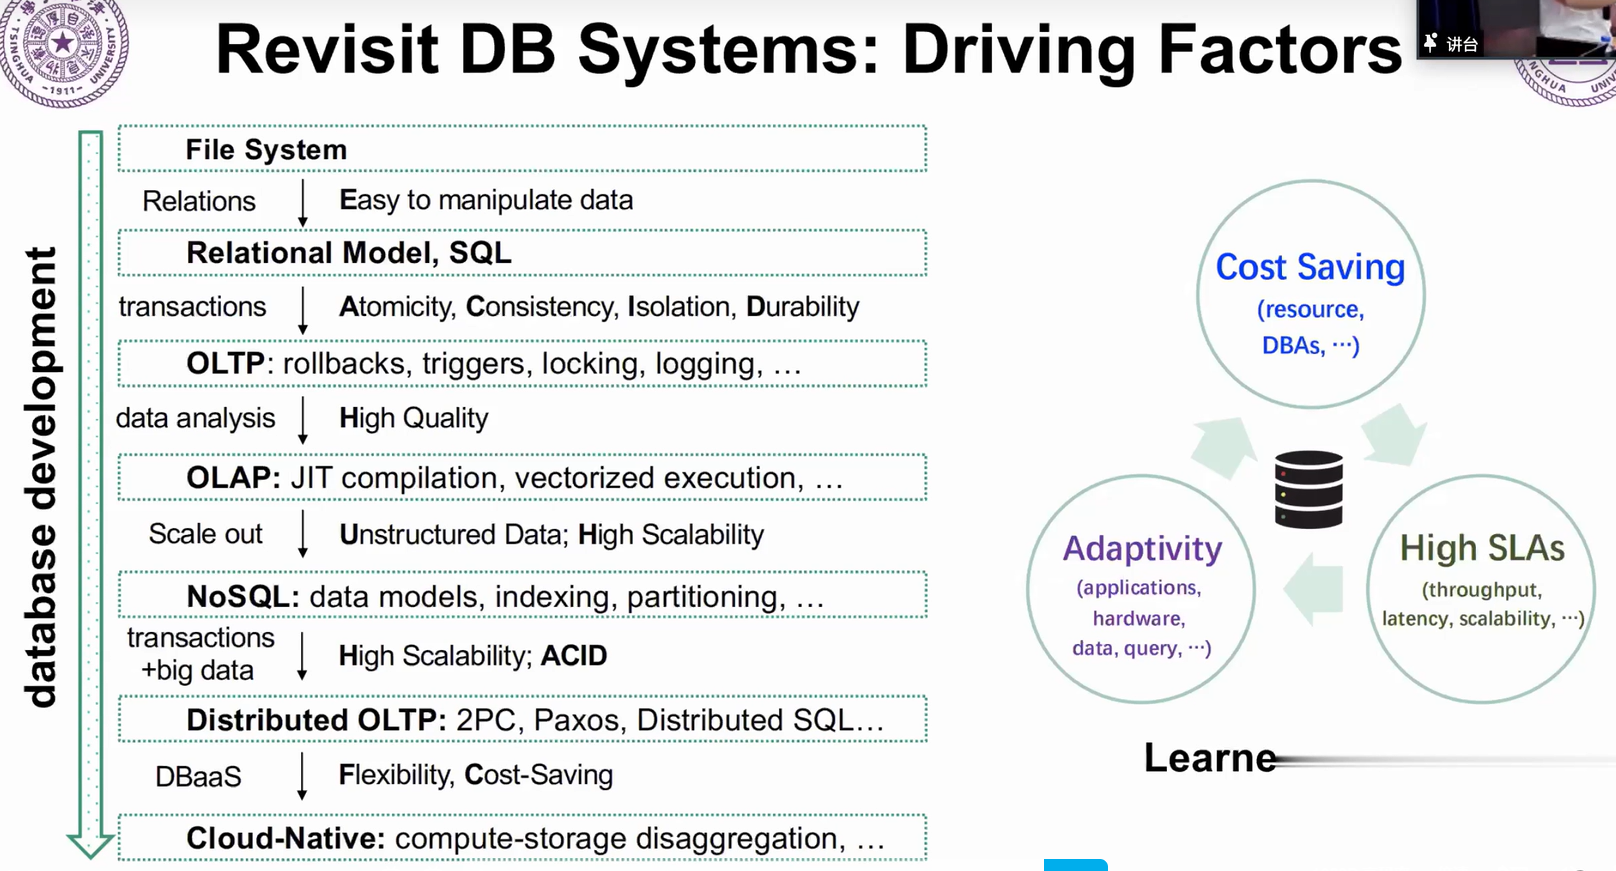 Revisit DB Systems: Driving Factors
讲台
TSINGHUA UNIVERSITY
-1911-
database development
File System
Relations
Easy to manipulate data
Relational Model, SQL
transactions
Atomicity, Consistency, Isolation, Durability
OLTP: rollbacks, triggers, locking, logging, …
data analysis
High Quality
OLAP: JIT compilation, vectorized execution, …
Scale out
Unstructured Data; High Scalability
NoSQL: data models, indexing, partitioning, …
transactions
+big data
High Scalability; ACID
Distributed OLTP: 2PC, Paxos, Distributed SQL…
DBaaS
Flexibility, Cost-Saving
Cloud-Native: compute-storage disaggregation, …
Cost Saving
(resource,
DBAs, …)
Adaptivity
(applications,
hardware,
data, query, …)
High SLAs
(throughput,
latency, scalability, …)
Learne